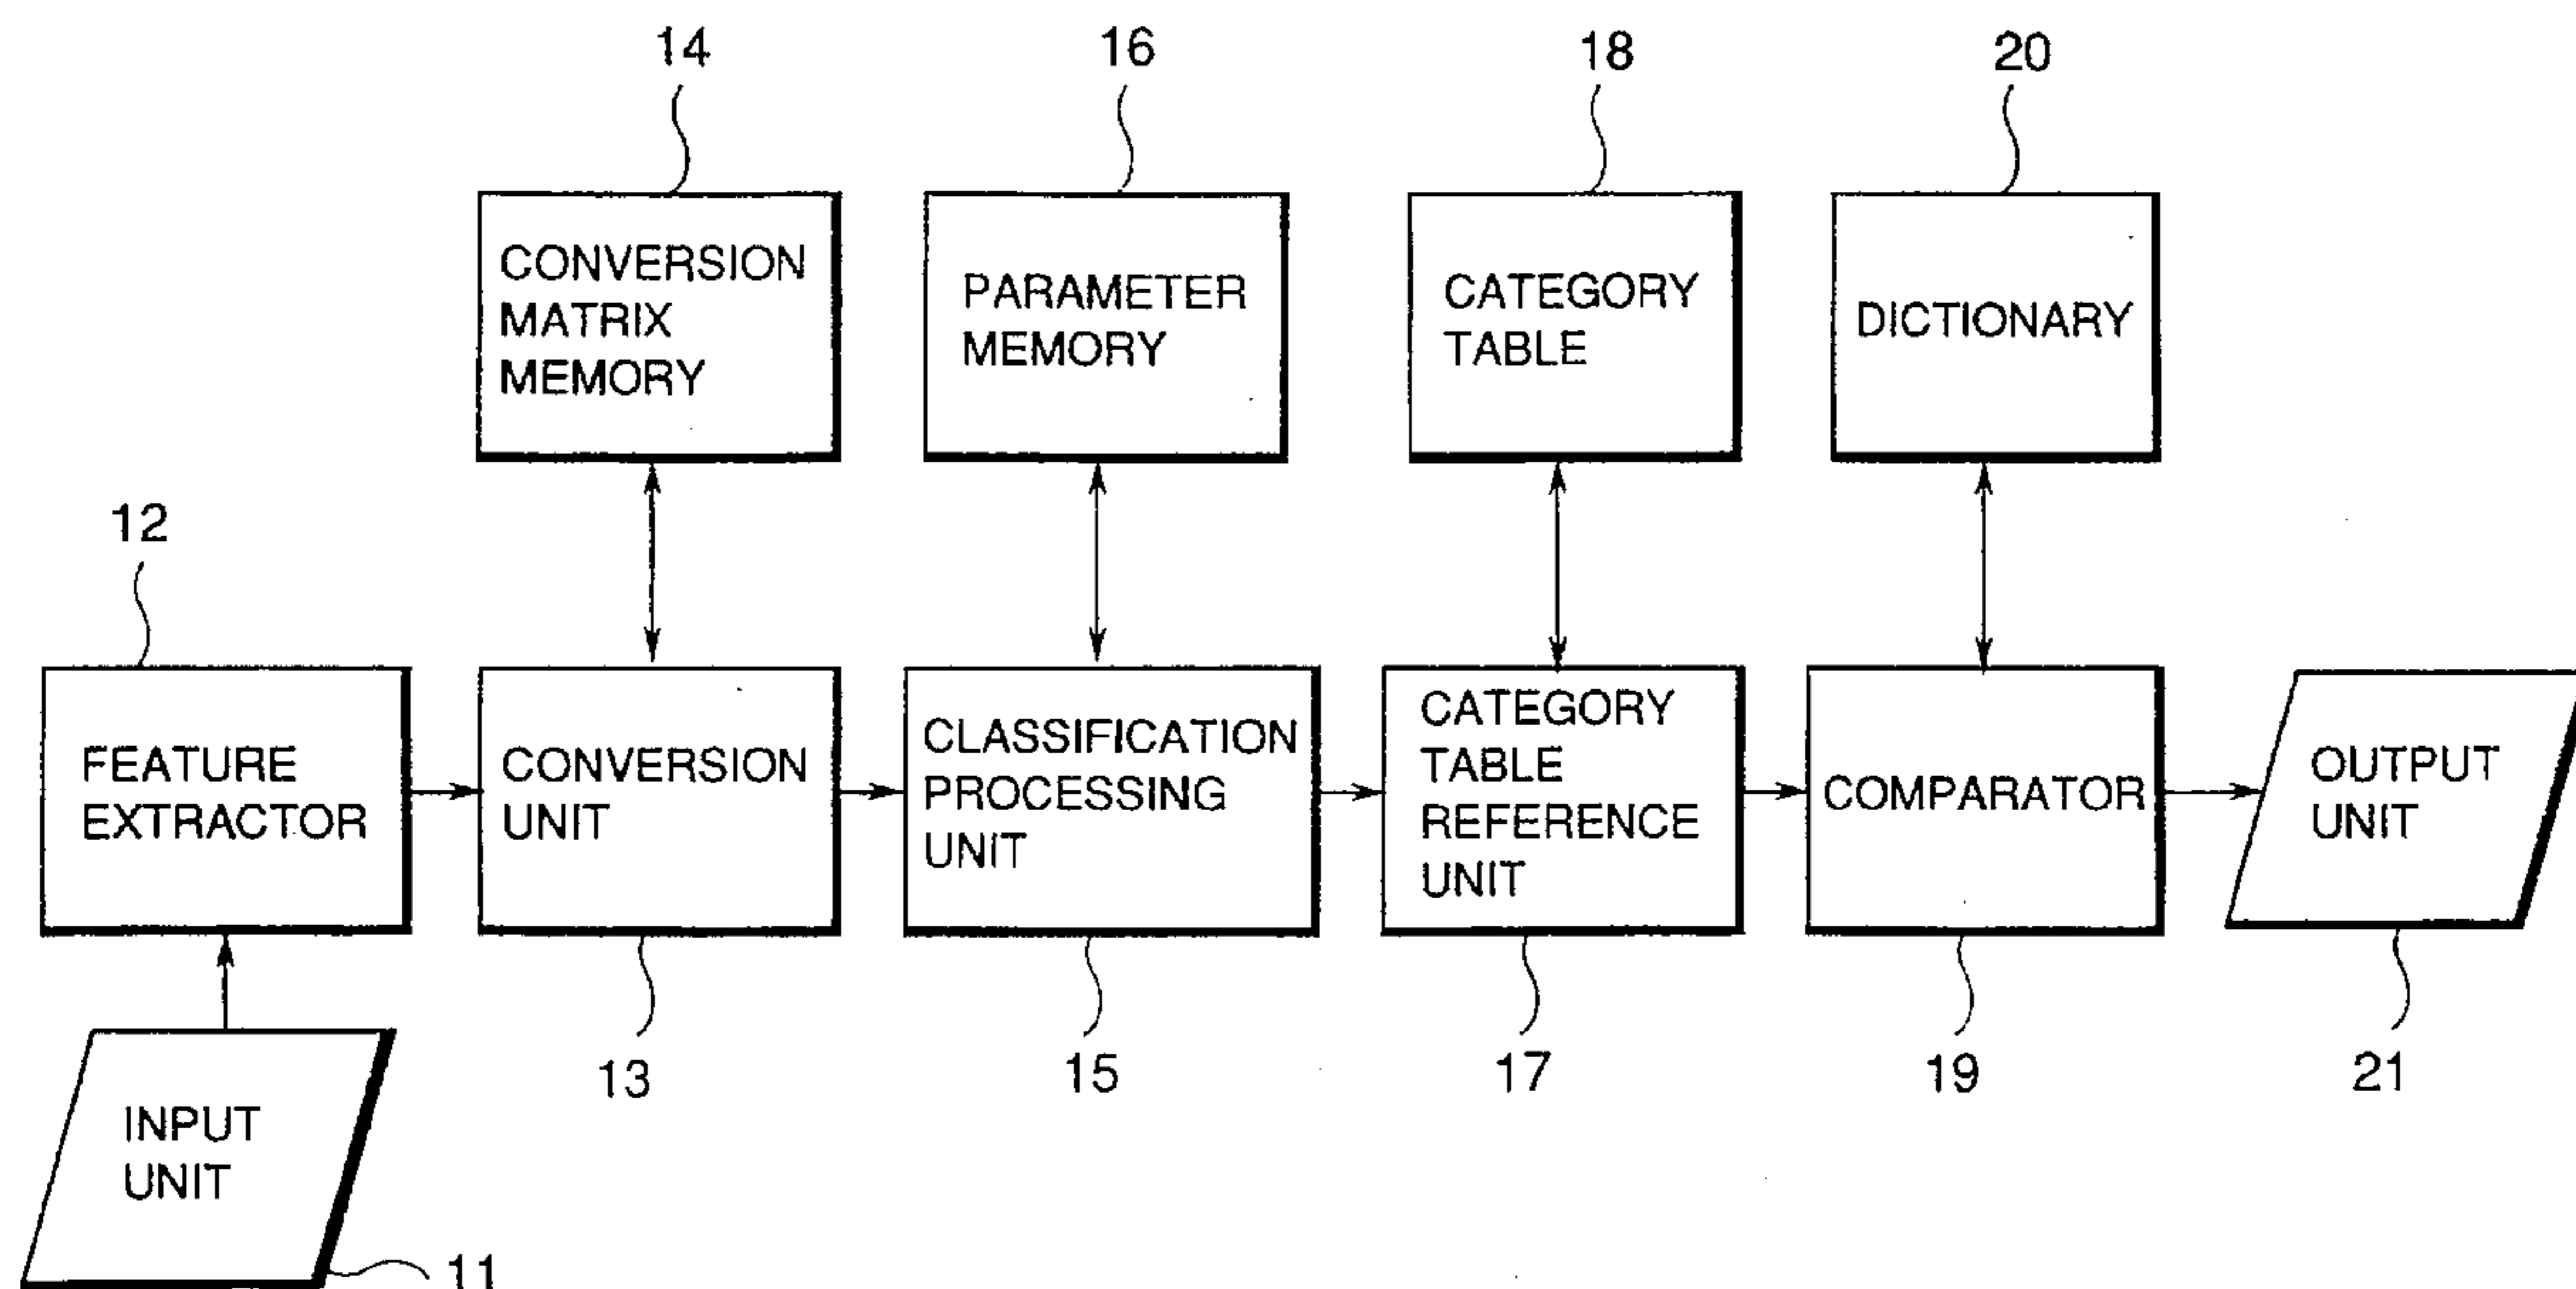 14
16
18
20
CONVERSION
MATRIX
MEMORY
PARAMETER
MEMORY
CATEGORY
TABLE
DICTIONARY
12
FEATURE
EXTRACTOR
CONVERSION
UNIT
CLASSIFICATION
PROCESSING
UNIT
CATEGORY
TABLE
REFERENCE
UNIT
COMPARATOR
OUTPUT
UNIT
13
15
17
19
21
INPUT
UNIT
11